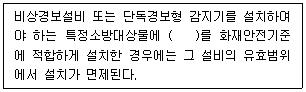 비상경보설비 또는 단독경보형 감지기를 설치하여
야 하는 특정소방대상물에 (    )를 화재안전기준
에 적합하게 설치한 경우에는 그 설비의 유효범위
에서 설치가 면제된다.